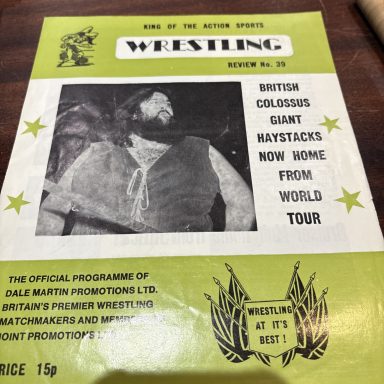 KING OF THE ACTION SPORTS
WRESTLING
REVIEW No. 39
BRITISH
COLOSSUS
GIANT
HAYSTACKS
NOW HOME
FROM
WORLD
TOUR
THE OFFICIAL PROGRAMME OF
DALE MARTIN PROMOTIONS LTD.
BRITAIN'S PREMIER WRESTLING
MATCHMAKERS AND
JOINT PROMOTIONS
WRESTLING
AT IT'S
BEST !
RICE 15p